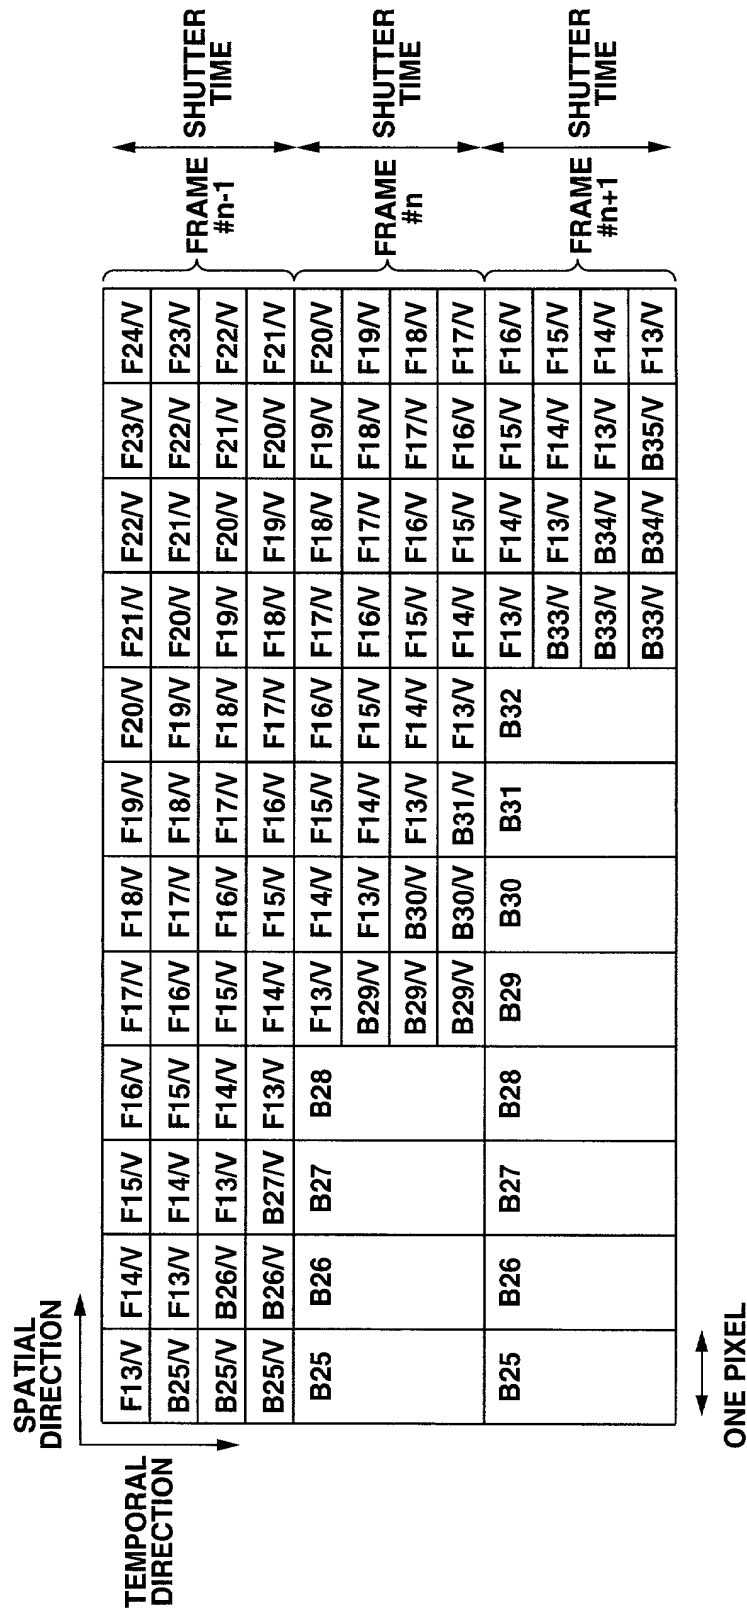 SPATIAL
DIRECTION
TEMPORAL
DIRECTION
F13/V F14/V F15/V F16/V F17/V F18/V F19/V F20/V F21/V F22/V F23/V F24/V
B25/V F13/V F14/V F15/V F16/V F17/V F18/V F19/V F20/V F21/V F22/V F23/V
B25/V B26/V F13/V F14/V F15/V F16/V F17/V F18/V F19/V F20/V F21/V F22/V
B25/V B26/V B27/V F13/V F14/V F15/V F16/V F17/V F18/V F19/V F20/V F21/V
FRAME
#n-1
SHUTTER
TIME
B25 B26 B27 B28 F13/V F14/V F15/V F16/V F17/V F18/V F19/V F20/V
B29/V F13/V F14/V F15/V F16/V F17/V F18/V F19/V
B29/V B30/V F13/V F14/V F15/V F16/V F17/V F18/V
B29/V B30/V B31/V F13/V F14/V F15/V F16/V F17/V
FRAME
#n
SHUTTER
TIME
B25 B26 B27 B28 B29 B30 B31 B32 F13/V F14/V F15/V F16/V
B33/V F13/V F14/V F15/V
B33/V B34/V F13/V F14/V
B33/V B34/V B35/V F13/V
FRAME
#n+1
SHUTTER
TIME
ONE PIXEL